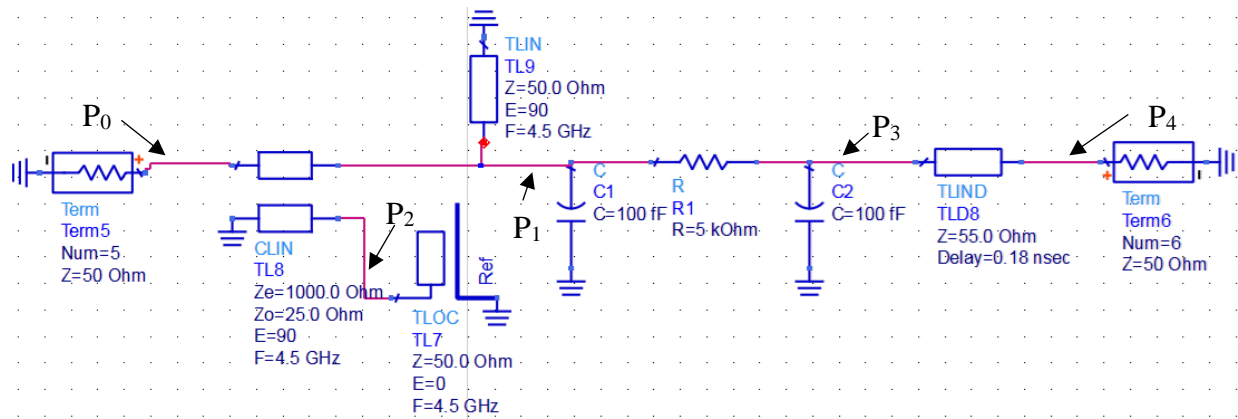 P0
Term
Term5
Num=5
Z=50 Ohm
CLIN
TL8
Ze=1000.0 Ohm
Zo=25.0 Ohm
E=90
F=4.5 GHz
P2
TLOC
TL7
Z=50.0 Ohm
E=0
F=4.5 GHz
Ref
TLIN
TL9
Z=50.0 Ohm
E=90
F=4.5 GHz
P1
C
C1
C=100 fF
R
R1
R=5 kOhm
C
C2
C=100 fF
P3
TLIND
TLD8
Z=55.0 Ohm
Delay=0.18 nsec
P4
Term
Term6
Num=6
Z=50 Ohm